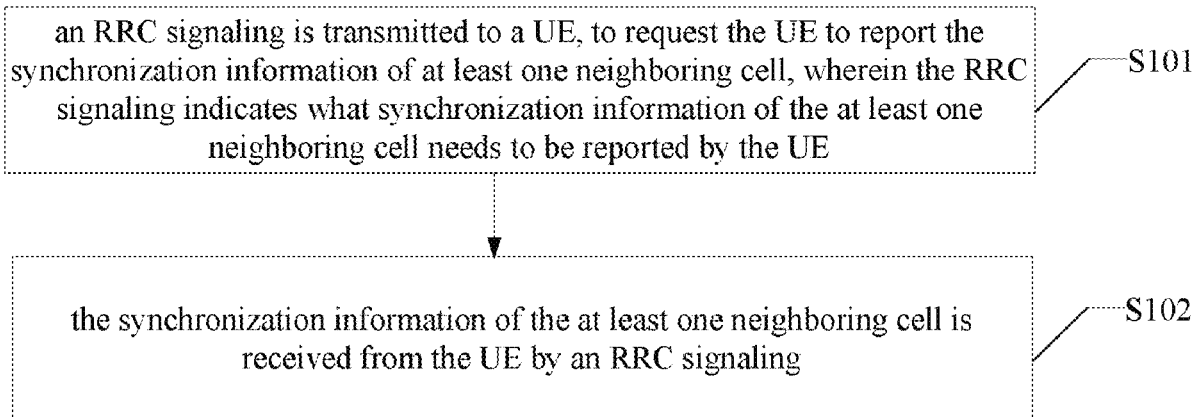 an RRC signaling is transmitted to a UE, to request the UE to report the
synchronization information of at least one neighboring cell, wherein the RRC
signaling indicates what synchronization information of the at least one
neighboring cell needs to be reported by the UE
S101
the synchronization information of the at least one neighboring cell is
received from the UE by an RRC signaling
S102